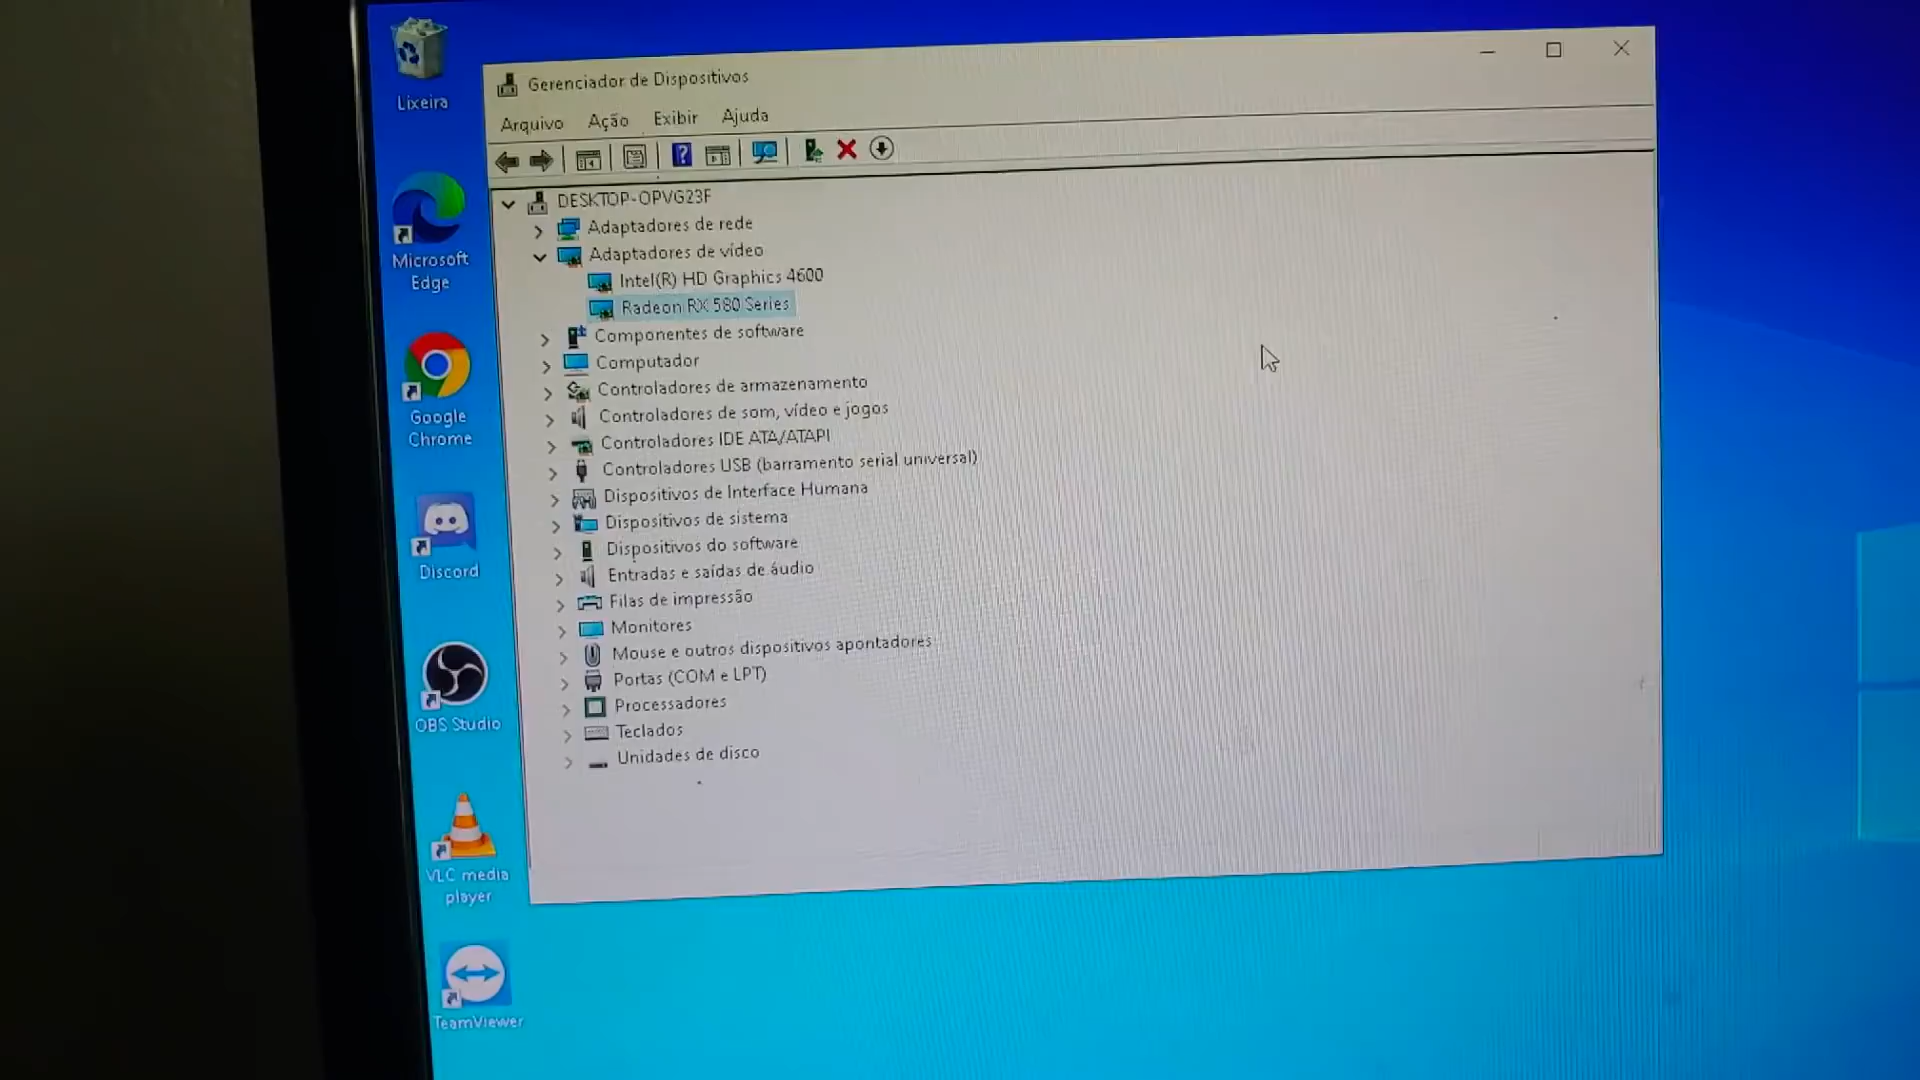 Lixeira
Microsoft
Edge
Google
Chrome
Discord
OBS Studio
VLC media
player
TeamViewer
Gerenciador de Dispositivos
Arquivo Ação Exibir Ajuda
DESKTOP-OPVG23F
Adaptadores de rede
Adaptadores de vídeo
Intel(R) HD Graphics 4600
Radeon RX 580 Series
Componentes de software
Computador
Controladores de armazenamento
Controladores de som, vídeo e jogos
Controladores IDE ATA/ATAPI
Controladores USB (barramento serial universal)
Dispositivos de Interface Humana
Dispositivos de sistema
Dispositivos do software
Entradas e saídas de áudio
Filas de impressão
Monitores
Mouse e outros dispositivos apontadores
Portas (COM e LPT)
Processadores
Teclados
Unidades de disco